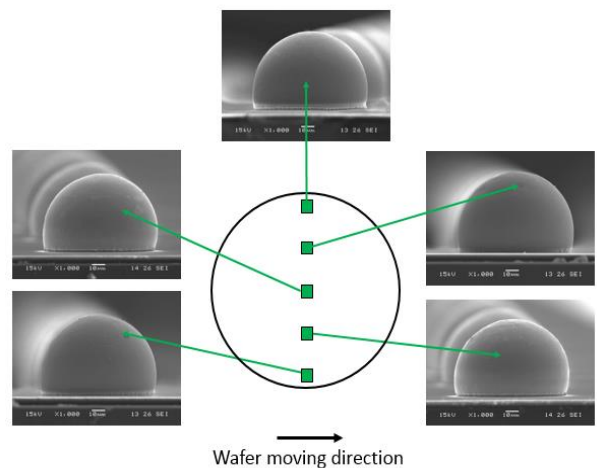 15kV X1,000 10µm 13 26 SEI
15kV X1,000 10µm 14 26 SEI
15kV X1,000 10µm 13 26 SEI
15kV X1,000 10µm 13 26 SEI
15kV X1,000 10µm 14 26 SEI
Wafer moving direction